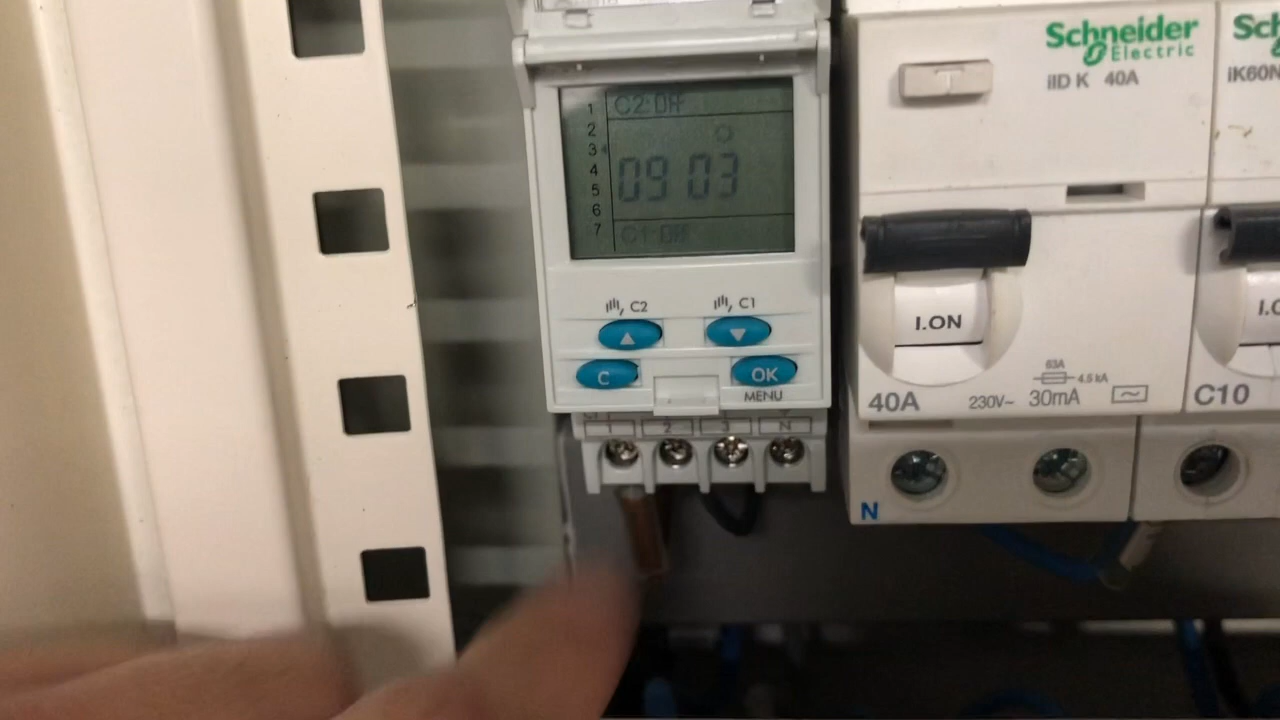 Schneider
Electric
iID K 40A
iK60N
1
2
3
4
5
6
7
C2:Off
09 03
C1:Off
C2
C1
C
OK
MENU
I.ON
40A
230V~ 30mA
63A
4.5 kA
C10
1 2 3 N
N